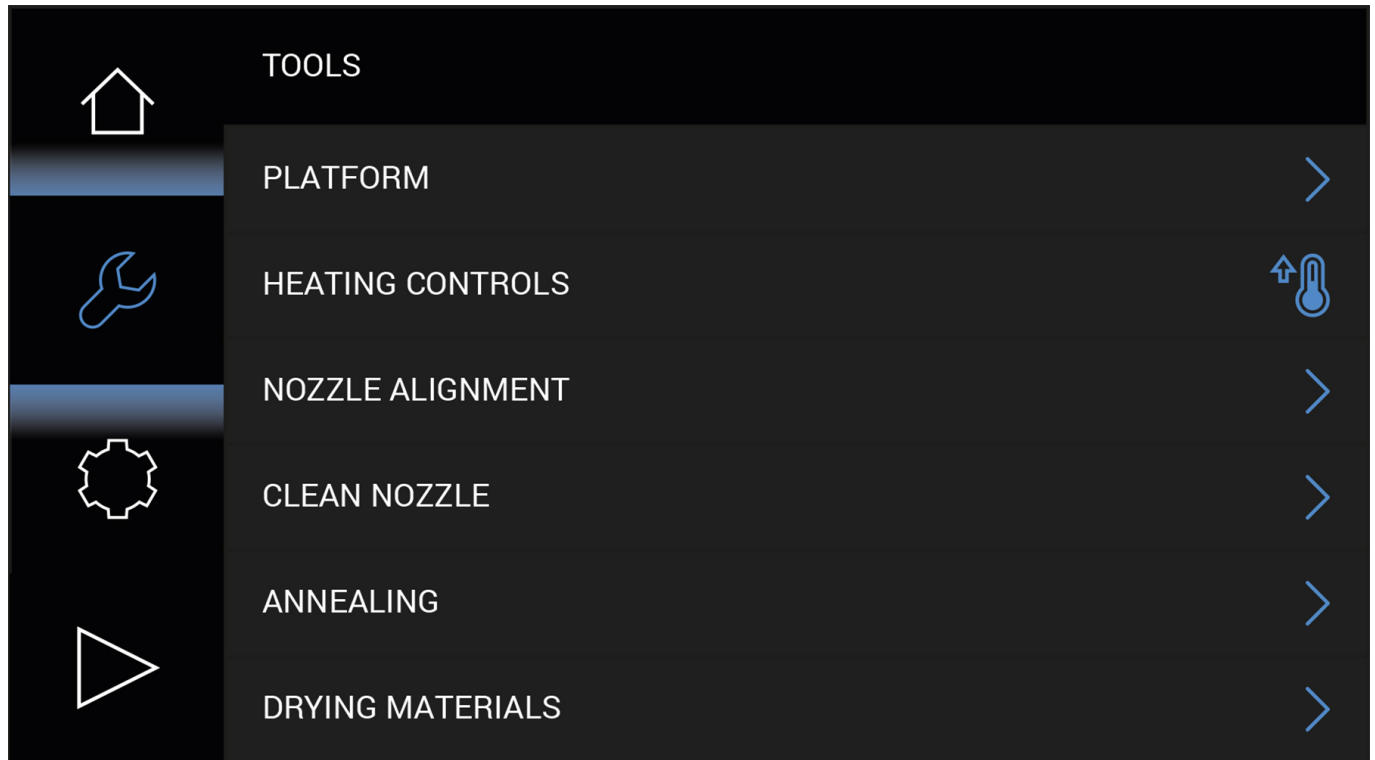 TOOLS
PLATFORM
HEATING CONTROLS
NOZZLE ALIGNMENT
CLEAN NOZZLE
ANNEALING
DRYING MATERIALS